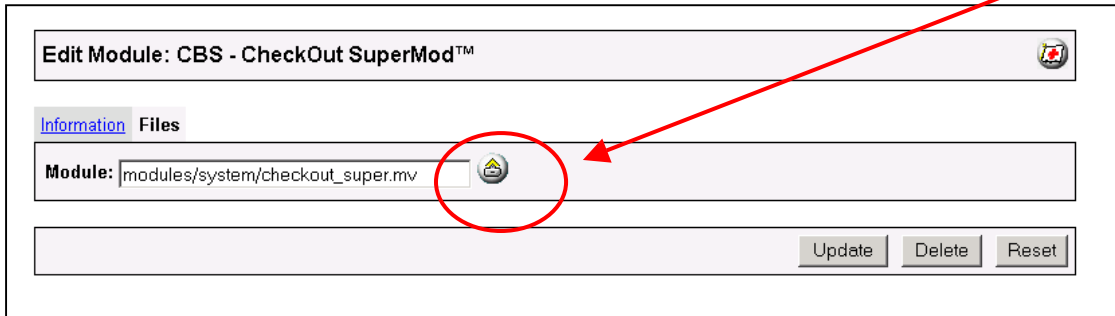 Edit Module: CBS - CheckOut SuperMod™
Information Files
Module: modules/system/checkout_super.mv
Update Delete Reset